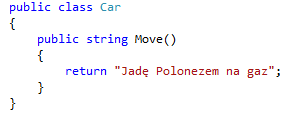 public class Car
{
    public string Move()
    {
        return "Jadę Polonezem na gaz";
    }
}